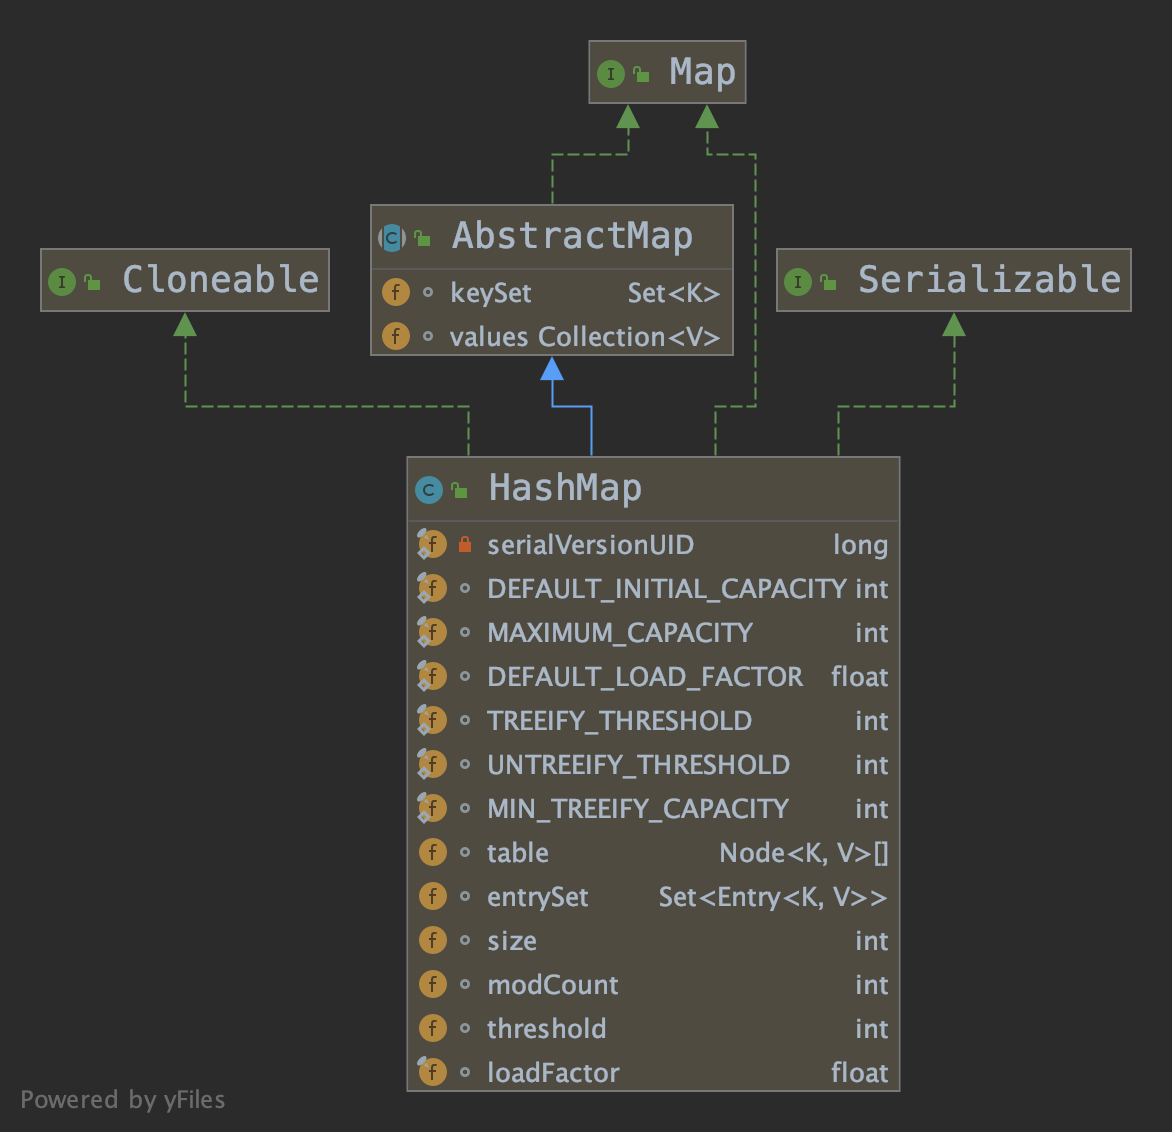 Map
AbstractMap
keySet Set<K>
values Collection<V>
Cloneable
Serializable
HashMap
serialVersionUID long
DEFAULT_INITIAL_CAPACITY int
MAXIMUM_CAPACITY int
DEFAULT_LOAD_FACTOR float
TREEIFY_THRESHOLD int
UNTREEIFY_THRESHOLD int
MIN_TREEIFY_CAPACITY int
table Node<K, V>[]
entrySet Set<Entry<K, V>>
size int
modCount int
threshold int
loadFactor float
Powered by yFiles